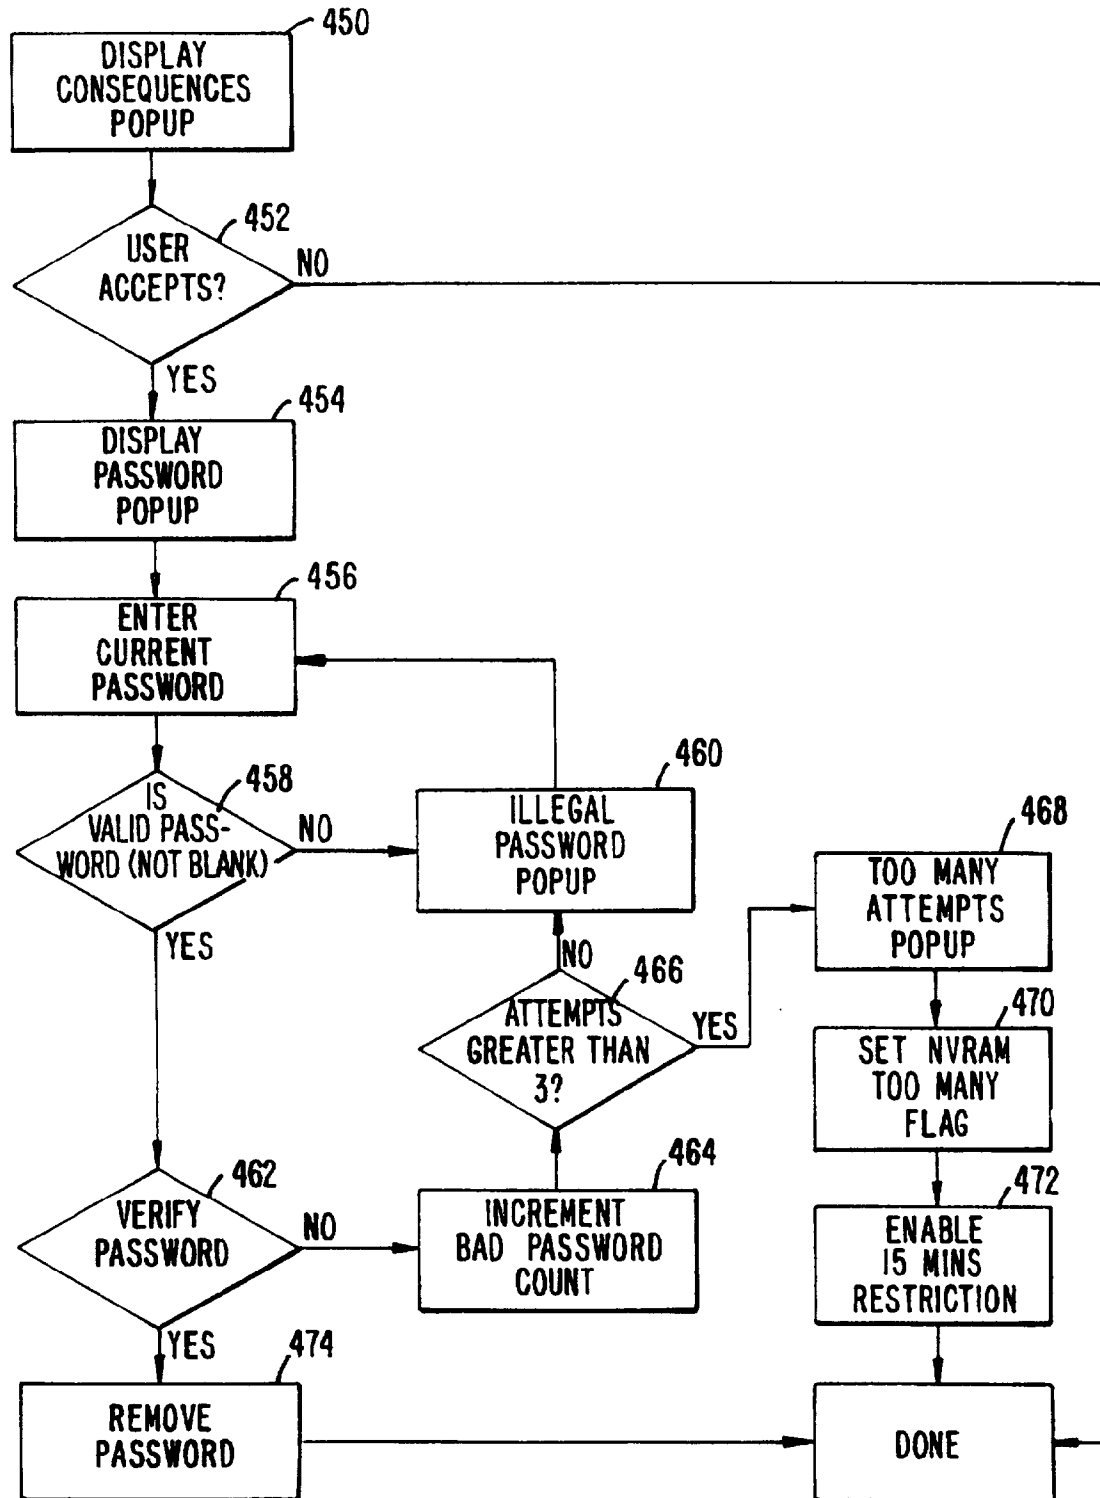 450
DISPLAY
CONSEQUENCES
POPUP
452
USER
ACCEPTS?
NO
YES
454
DISPLAY
PASSWORD
POPUP
456
ENTER
CURRENT
PASSWORD
458
IS
VALID PASS-
WORD (NOT BLANK)
NO
YES
460
ILLEGAL
PASSWORD
POPUP
NO
466
ATTEMPTS
GREATER THAN
3?
YES
468
TOO MANY
ATTEMPTS
POPUP
470
SET NVRAM
TOO MANY
FLAG
472
ENABLE
15 MINS
RESTRICTION
462
VERIFY
PASSWORD
NO
YES
464
INCREMENT
BAD PASSWORD
COUNT
474
REMOVE
PASSWORD
DONE